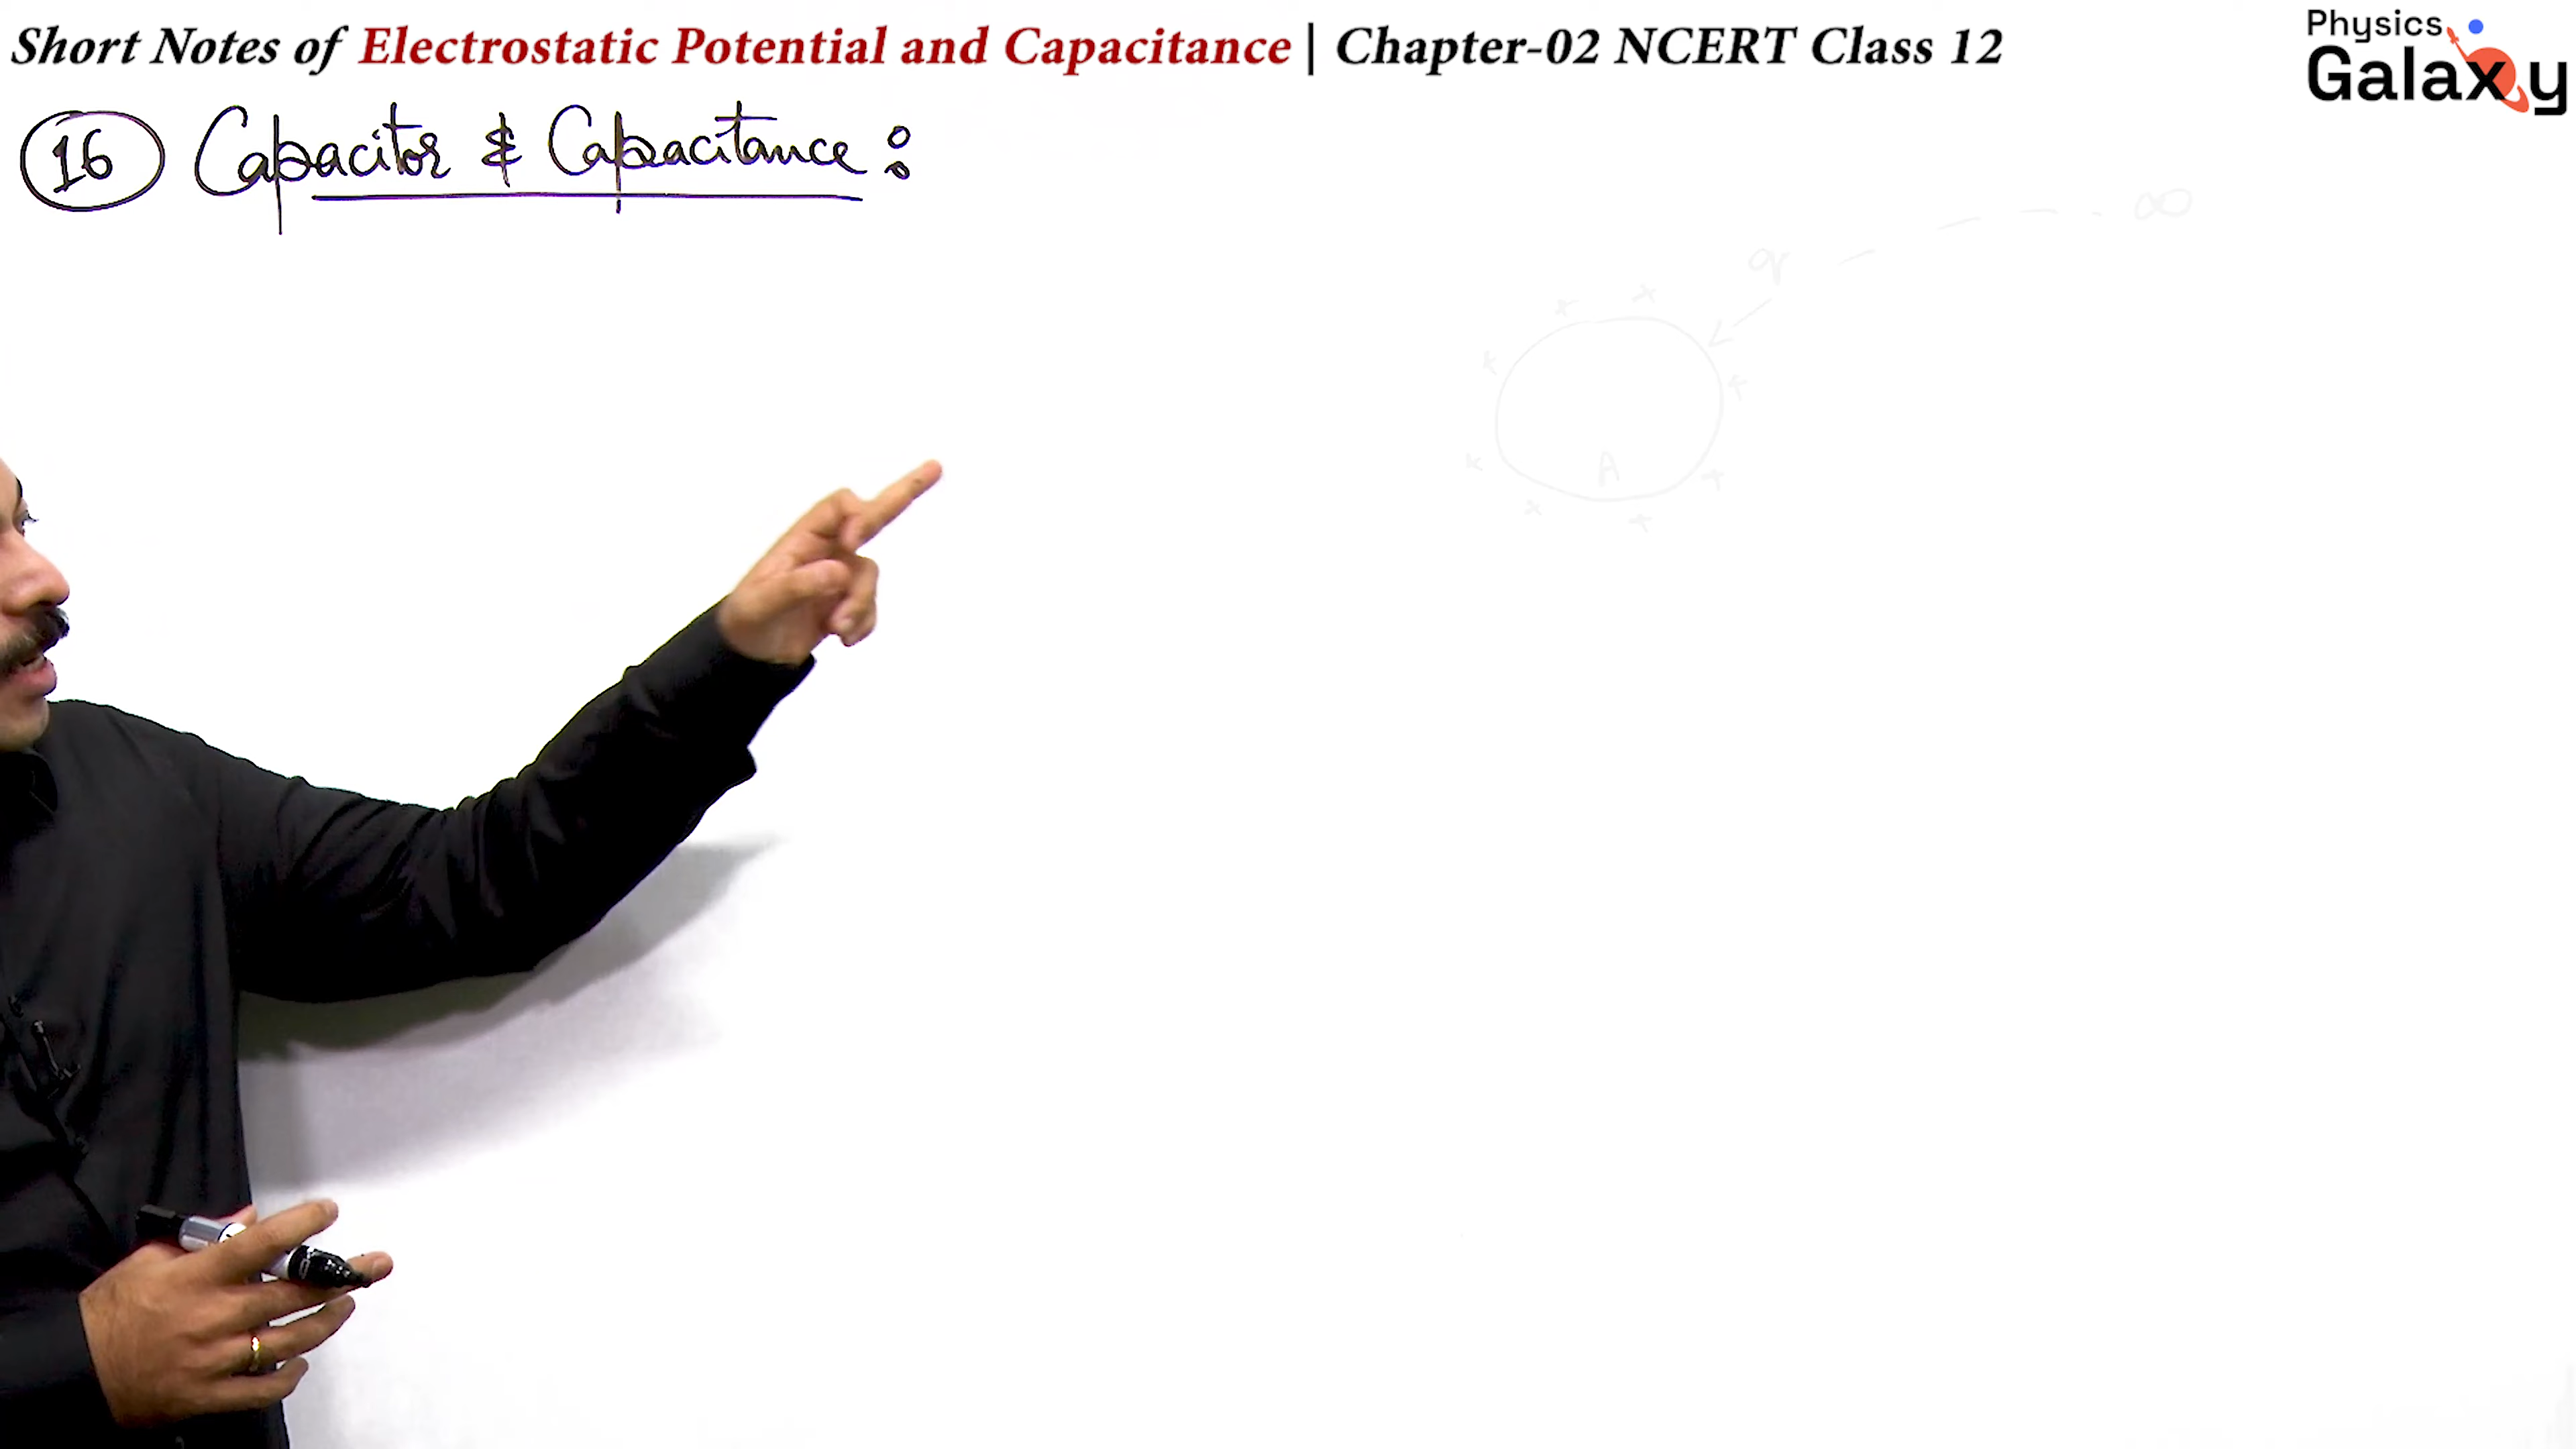 Short Notes of Electrostatic Potential and Capacitance | Chapter-02 NCERT Class 12
Physics
Galaxy
16 Capacitor & Capacitance :
∞
q
A